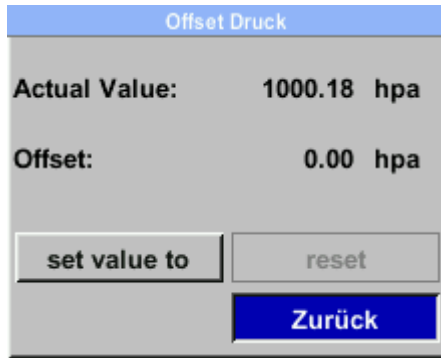 Offset Druck
Actual Value: 1000.18 hpa
Offset: 0.00 hpa
set value to reset
Zurück